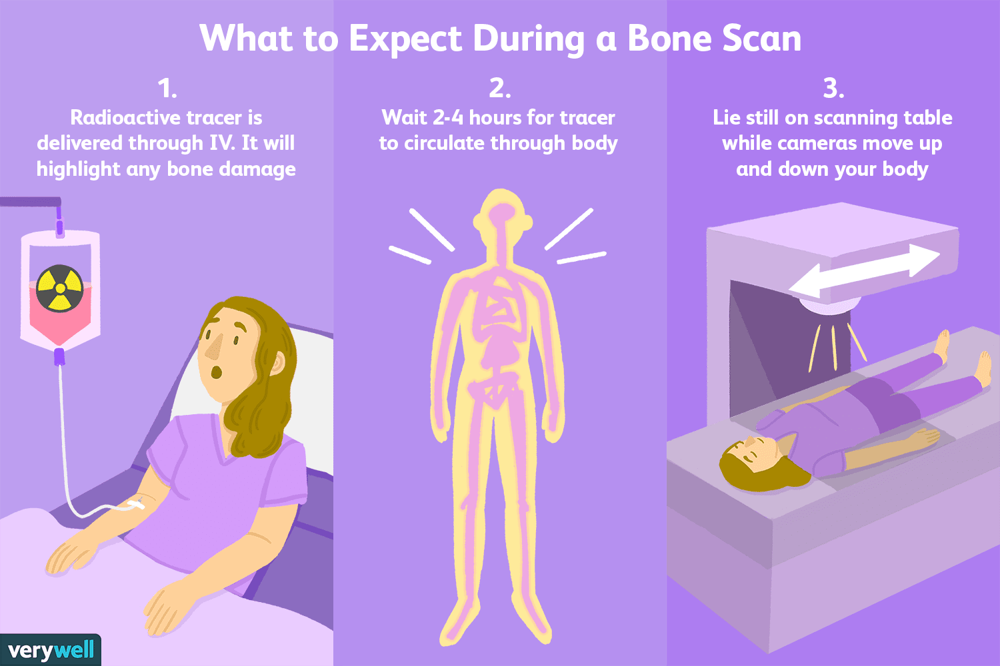 What to Expect During a Bone Scan
1.
Radioactive tracer is
delivered through IV. It will
highlight any bone damage
2.
Wait 2-4 hours for tracer
to circulate through body
3.
Lie still on scanning table
while cameras move up
and down your body
verywell